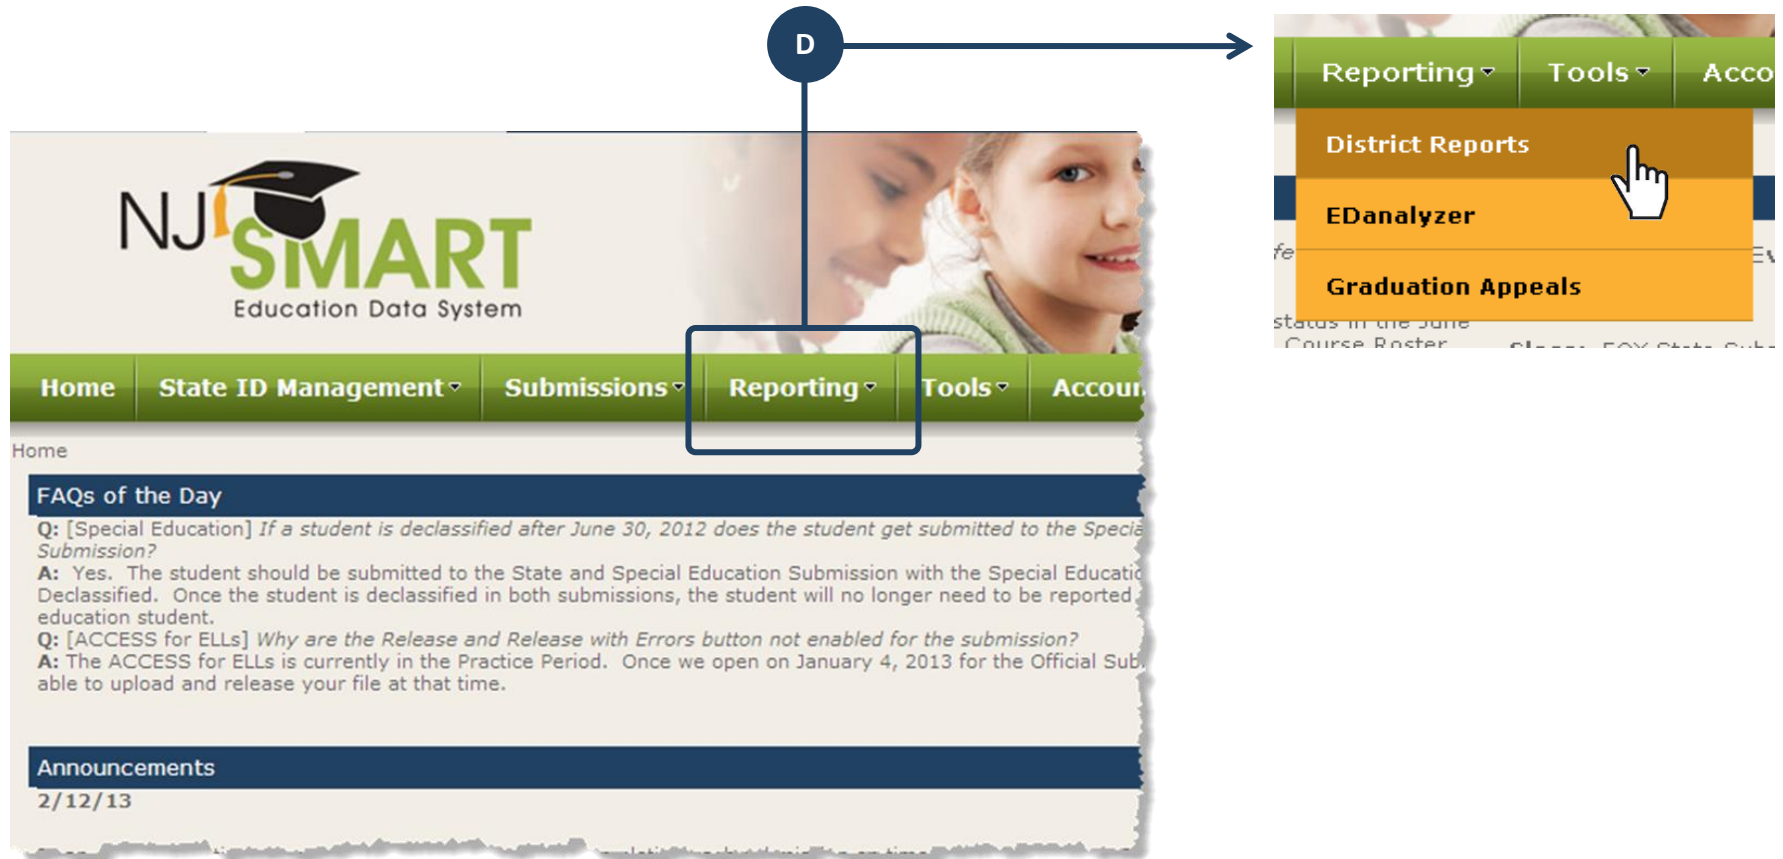 D
NJ SMART
Education Data System
Home State ID Management Submissions Reporting Tools
Home
FAQs of the Day
Q: [Special Education] If a student is declassified after June 30, 2012 does the student get submitted to the
Submission?
A: Yes. The student should be submitted to the State and Special Education Submission with the Special
Declassified. Once the student is declassified in both submissions, the student will no longer need to be reported
education student.
Q: [ACCESS for ELLs] Why are the Release and Release with Errors button not enabled for the submission?
A: The ACCESS for ELLs is currently in the Practice Period. Once we open on January 4, 2013 for the Official
able to upload and release your file at that time.
Announcements
2/12/13
Reporting Tools
District Reports
EDanalyzer
Graduation Appeals
status in the June
Course Roster